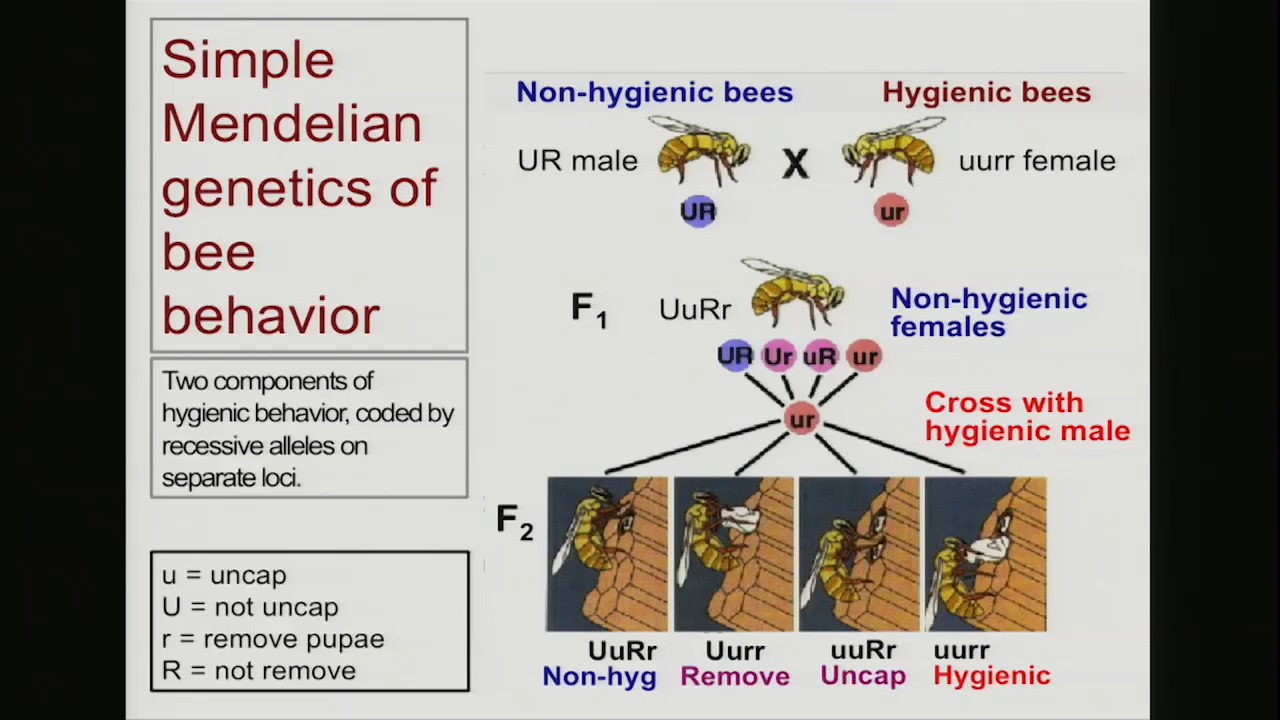 Simple
Mendelian
genetics of
bee
behavior
Two components of
hygienic behavior, coded by
recessive alleles on
separate loci.
u = uncap
U = not uncap
r = remove pupae
R = not remove
Non-hygienic bees
Hygienic bees
UR male
X
uurr female
UR
ur
F1
UuRr
Non-hygienic
females
UR Ur uR ur
ur
Cross with
hygienic male
F2
UuRr Uurr uuRr uurr
Non-hyg Remove Uncap Hygienic